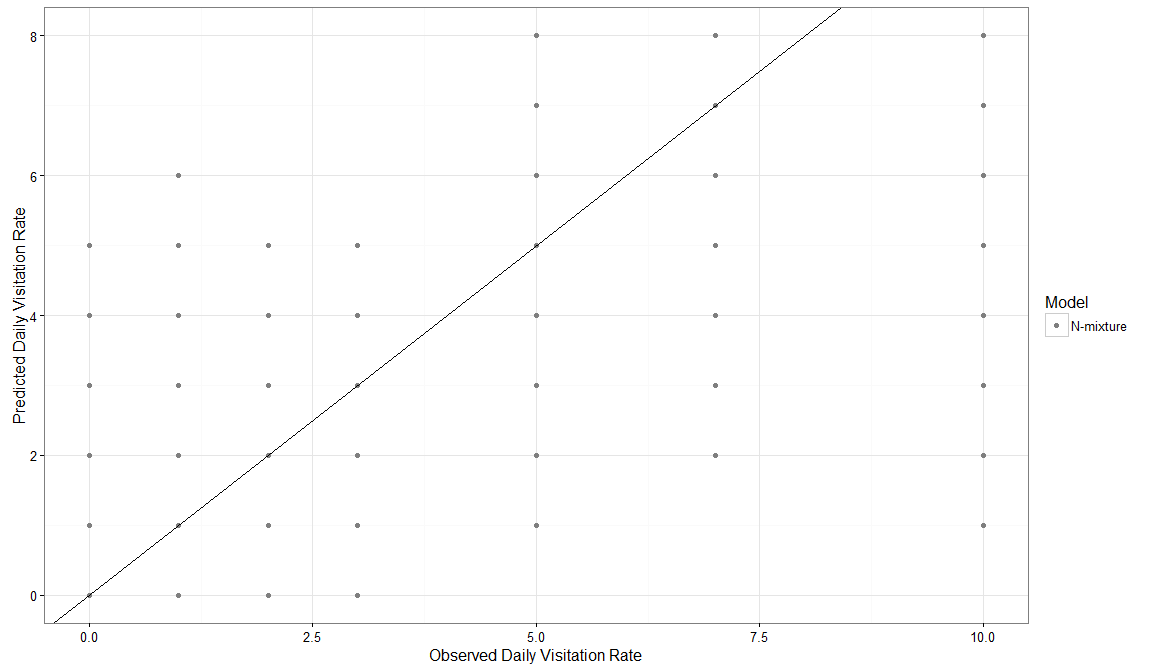 Predicted Daily Visitation Rate
8
6
4
2
0
0.0 2.5 5.0 7.5 10.0
Observed Daily Visitation Rate
Model
N-mixture